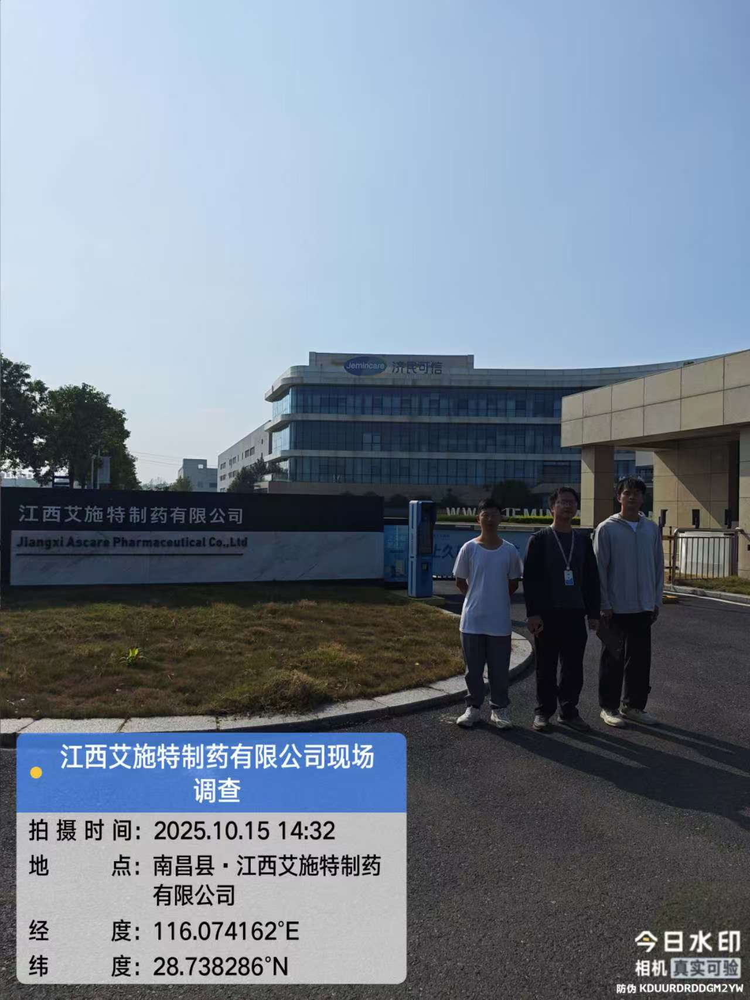 Jemincare 济民可信
江西艾施特制药有限公司
Jiangxi Ascare Pharmaceutical Co.,Ltd
江西艾施特制药有限公司现场
调查
拍摄时间：2025.10.15 14:32
地点：南昌县·江西艾施特制药
有限公司
经度：116.074162°E
纬度：28.738286°N
今日水印
相机 真实可验
防伪 KDUURDRDDGM2YW